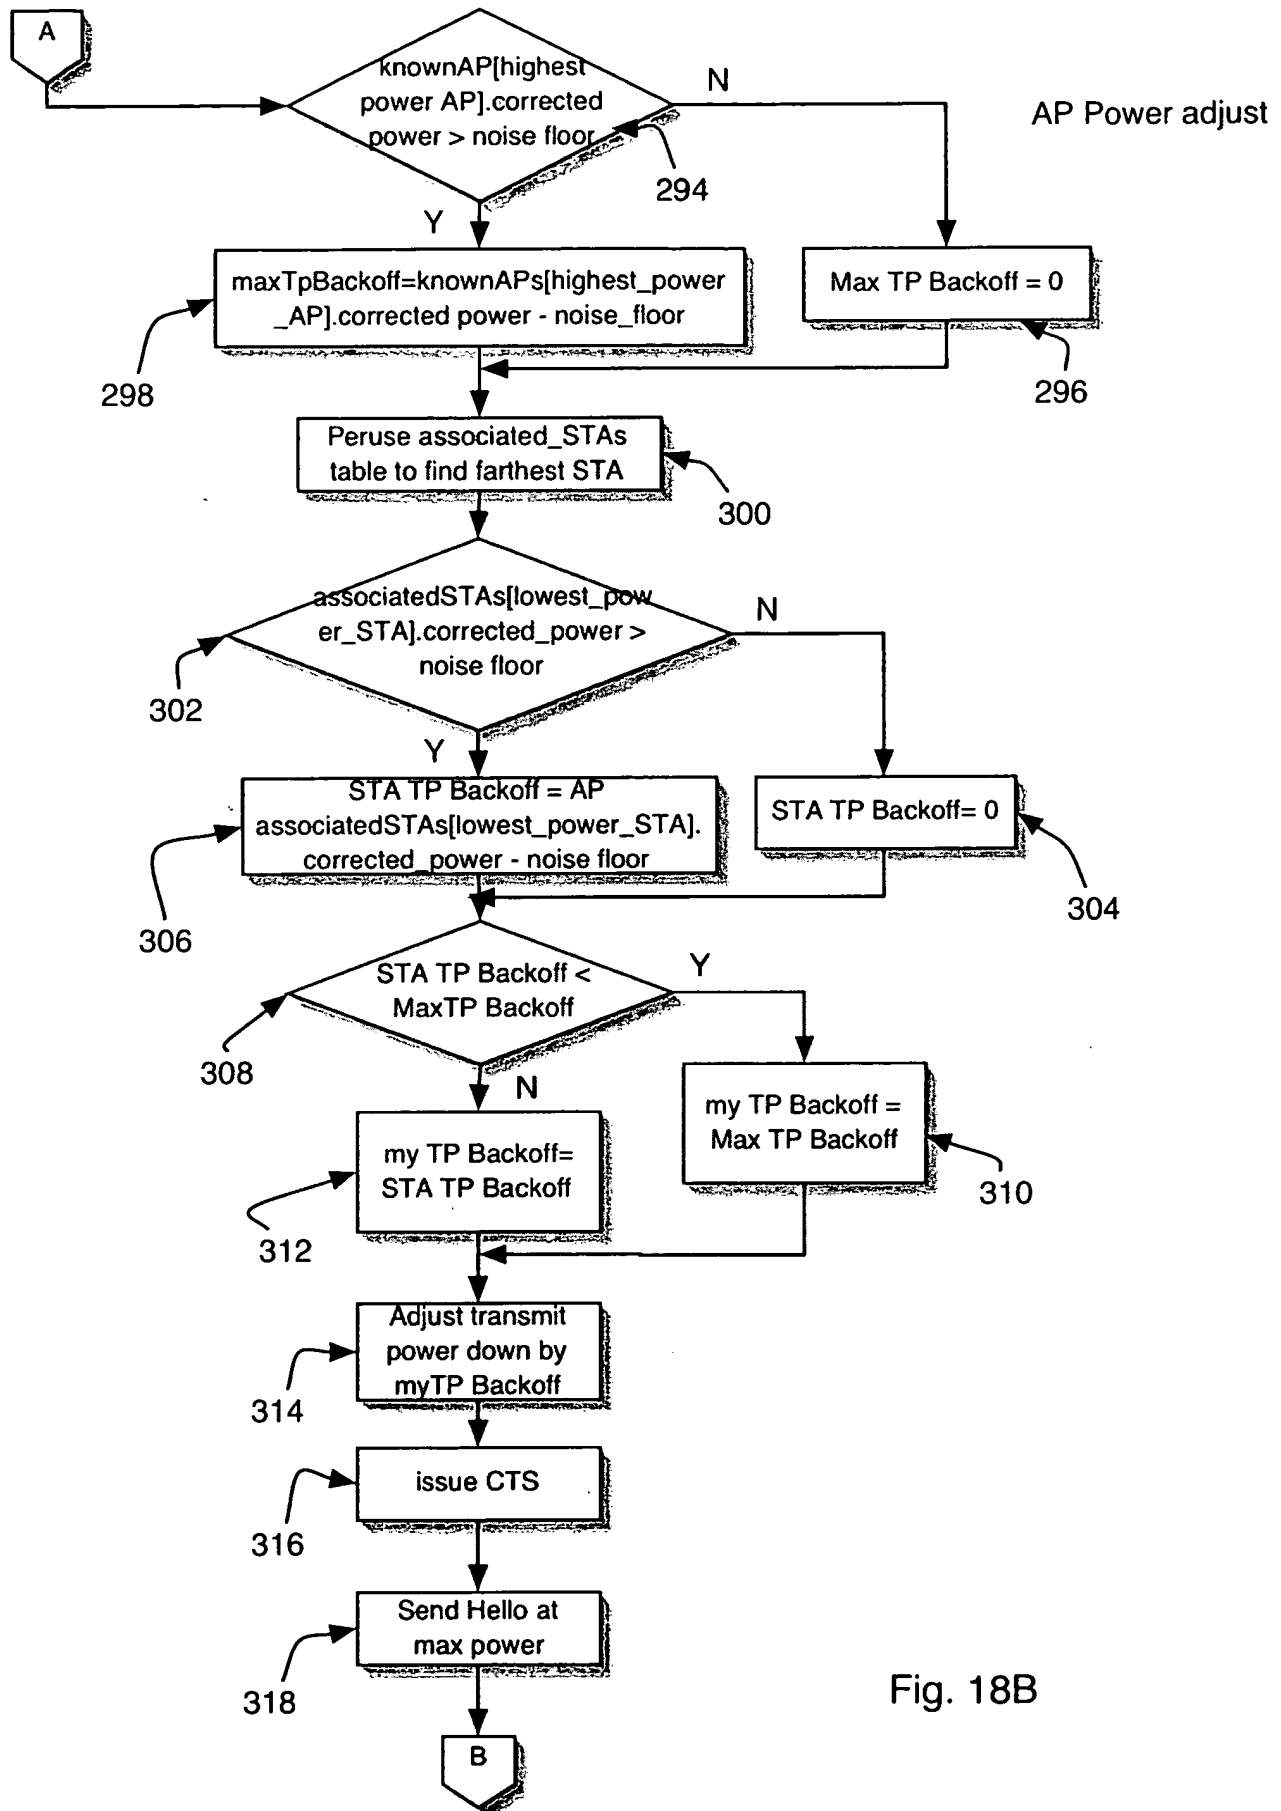 A
knownAP[highest
power AP].corrected
power > noise floor
N
AP Power adjust
294
Y
maxTpBackoff=knownAPs[highest_power
_AP].corrected power - noise_floor
Max TP Backoff = 0
298
296
Peruse associated_STAs
table to find farthest STA
300
associatedSTAs[lowest_pow
er_STA].corrected_power >
noise floor
N
302
Y
STA TP Backoff = AP
associatedSTAs[lowest_power_STA].
corrected_power - noise floor
STA TP Backoff= 0
306
304
STA TP Backoff <
MaxTP Backoff
Y
308
N
my TP Backoff =
Max TP Backoff
my TP Backoff=
STA TP Backoff
310
312
Adjust transmit
power down by
myTP Backoff
314
issue CTS
316
Send Hello at
max power
318
Fig. 18B
B